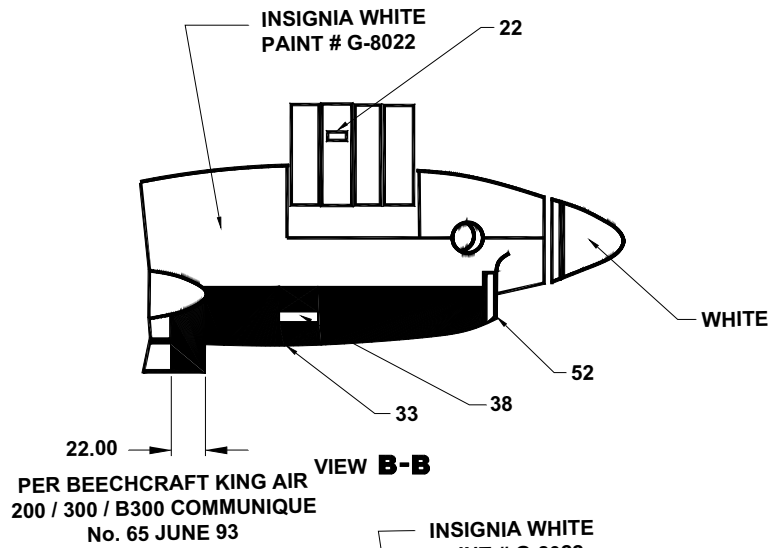 INSIGNIA WHITE
PAINT # G-8022
22
WHITE
52
38
33
22.00
VIEW B-B
PER BEECHCRAFT KING AIR
200 / 300 / B300 COMMUNIQUE
No. 65 JUNE 93
INSIGNIA WHITE